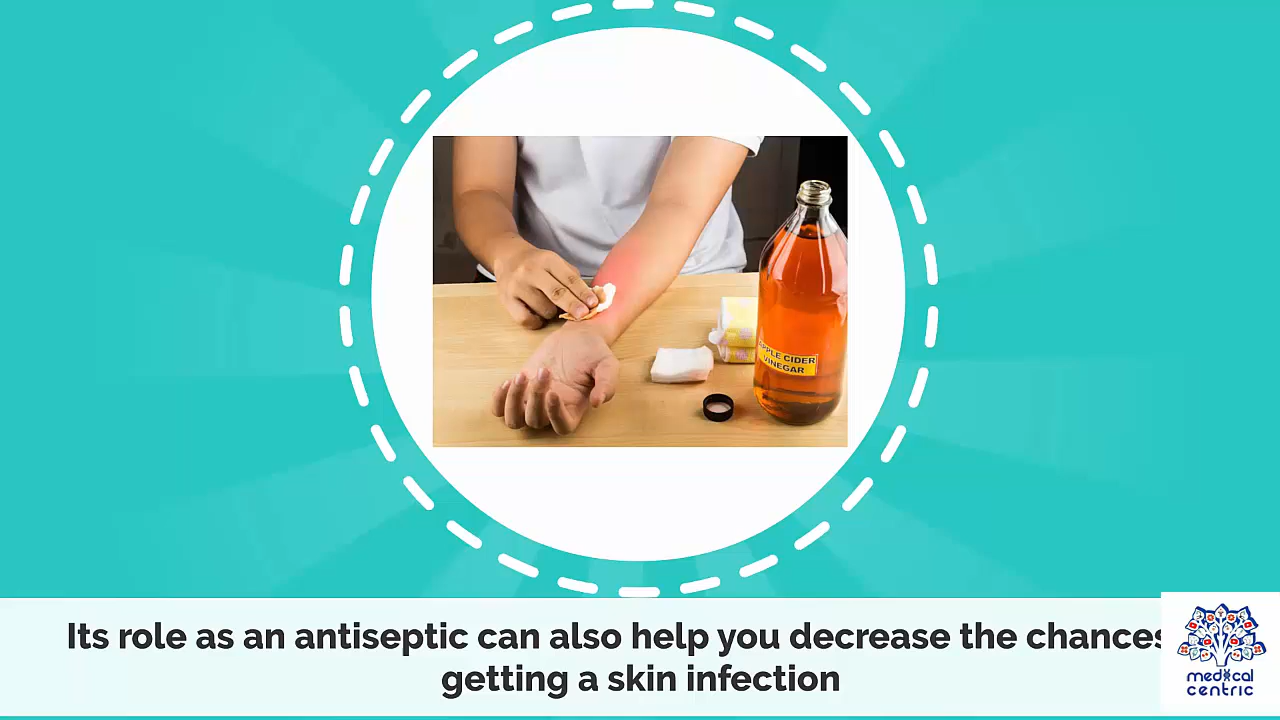 APPLE CIDER
VINEGAR
Its role as an antiseptic can also help you decrease the chances
getting a skin infection
medical
centric